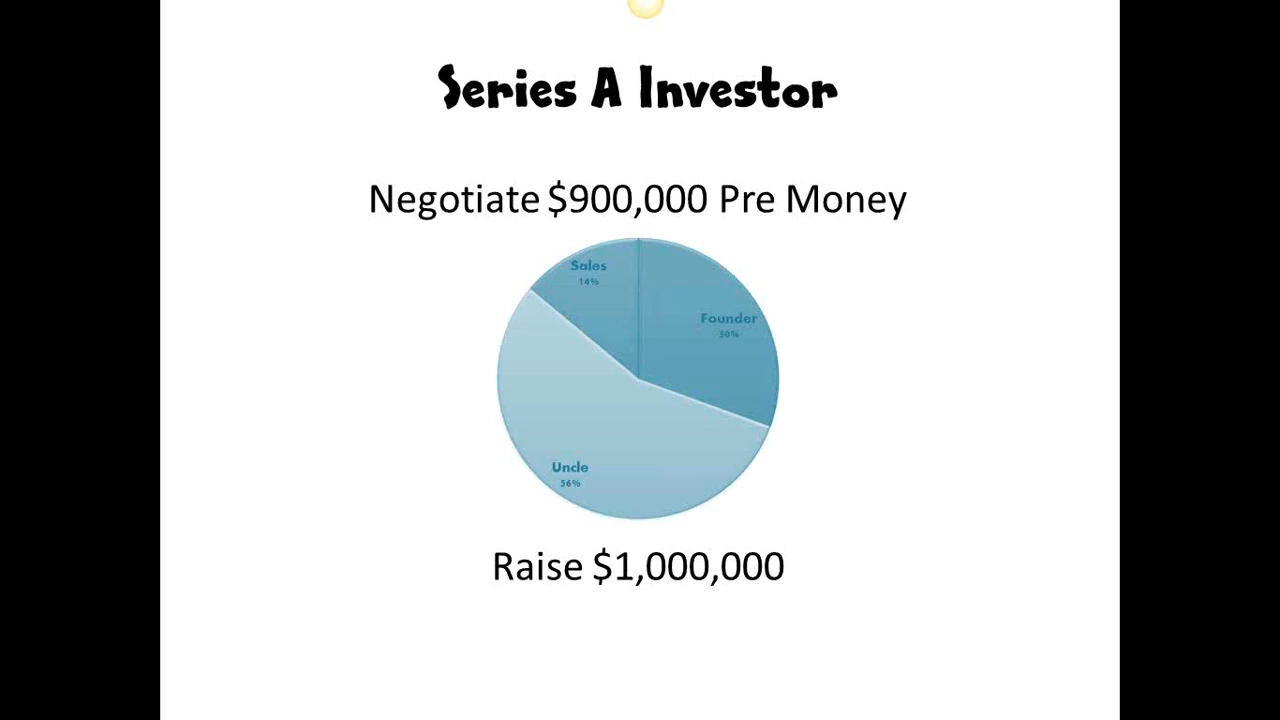 Series A Investor
Negotiate $900,000 Pre Money
Sales
14%
Founder
30%
Uncle
56%
Raise $1,000,000